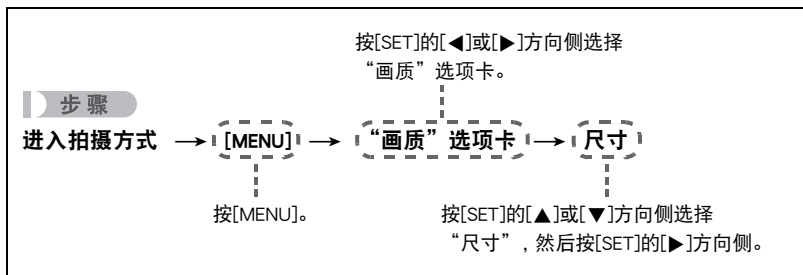 按[SET]的[◀]或[▶]方向侧选择
“画质”选项卡。
步骤
进入拍摄方式 → [MENU] → “画质”选项卡 → 尺寸
按[MENU]。
按[SET]的[▲]或[▼]方向侧选择
“尺寸”，然后按[SET]的[▶]方向侧。